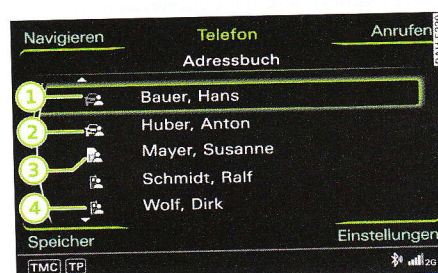 Navigieren Telefon Anrufen
Adressbuch
1 Bauer, Hans
2 Huber, Anton
3 Mayer, Susanne
Schmidt, Ralf
4 Wolf, Dirk
Speicher Einstellungen
TMC TP 2G